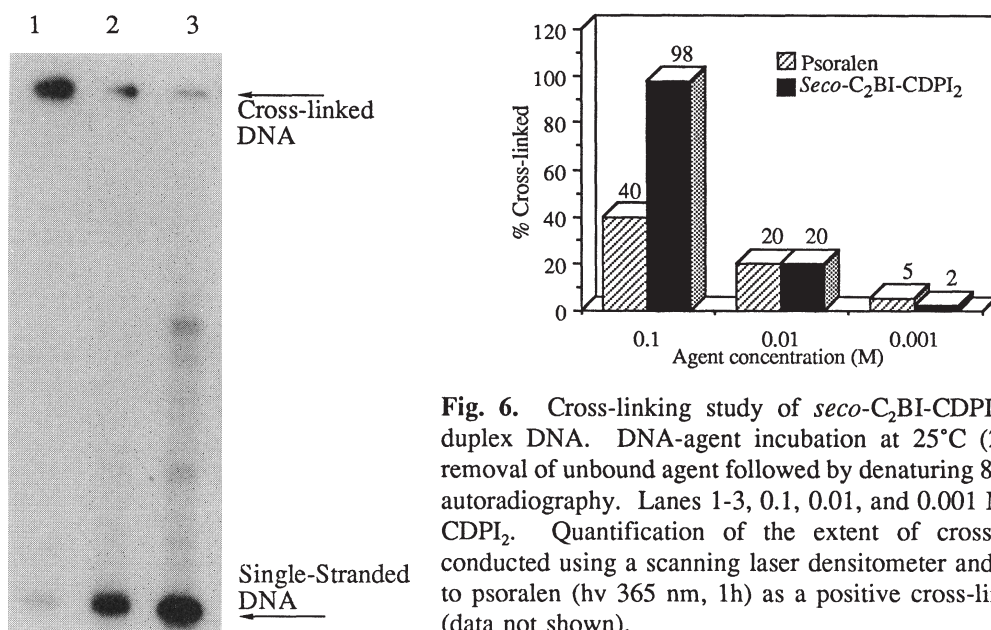 1 2 3
Cross-linked
DNA
Single-Stranded
DNA
% Cross-linked
120
100
80
60
40
20
0
98
40
20 20
5 2
Psoralen
Seco-C₂BI-CDPI₂
0.1 0.01 0.001
Agent concentration (M)
Fig. 6. Cross-linking study of seco-C₂BI-CDPI
duplex DNA. DNA-agent incubation at 25°C (
removal of unbound agent followed by denaturing 8
autoradiography. Lanes 1-3, 0.1, 0.01, and 0.001
CDPI₂. Quantification of the extent of cross
conducted using a scanning laser densitometer and
to psoralen (hv 365 nm, 1h) as a positive cross-li
(data not shown).